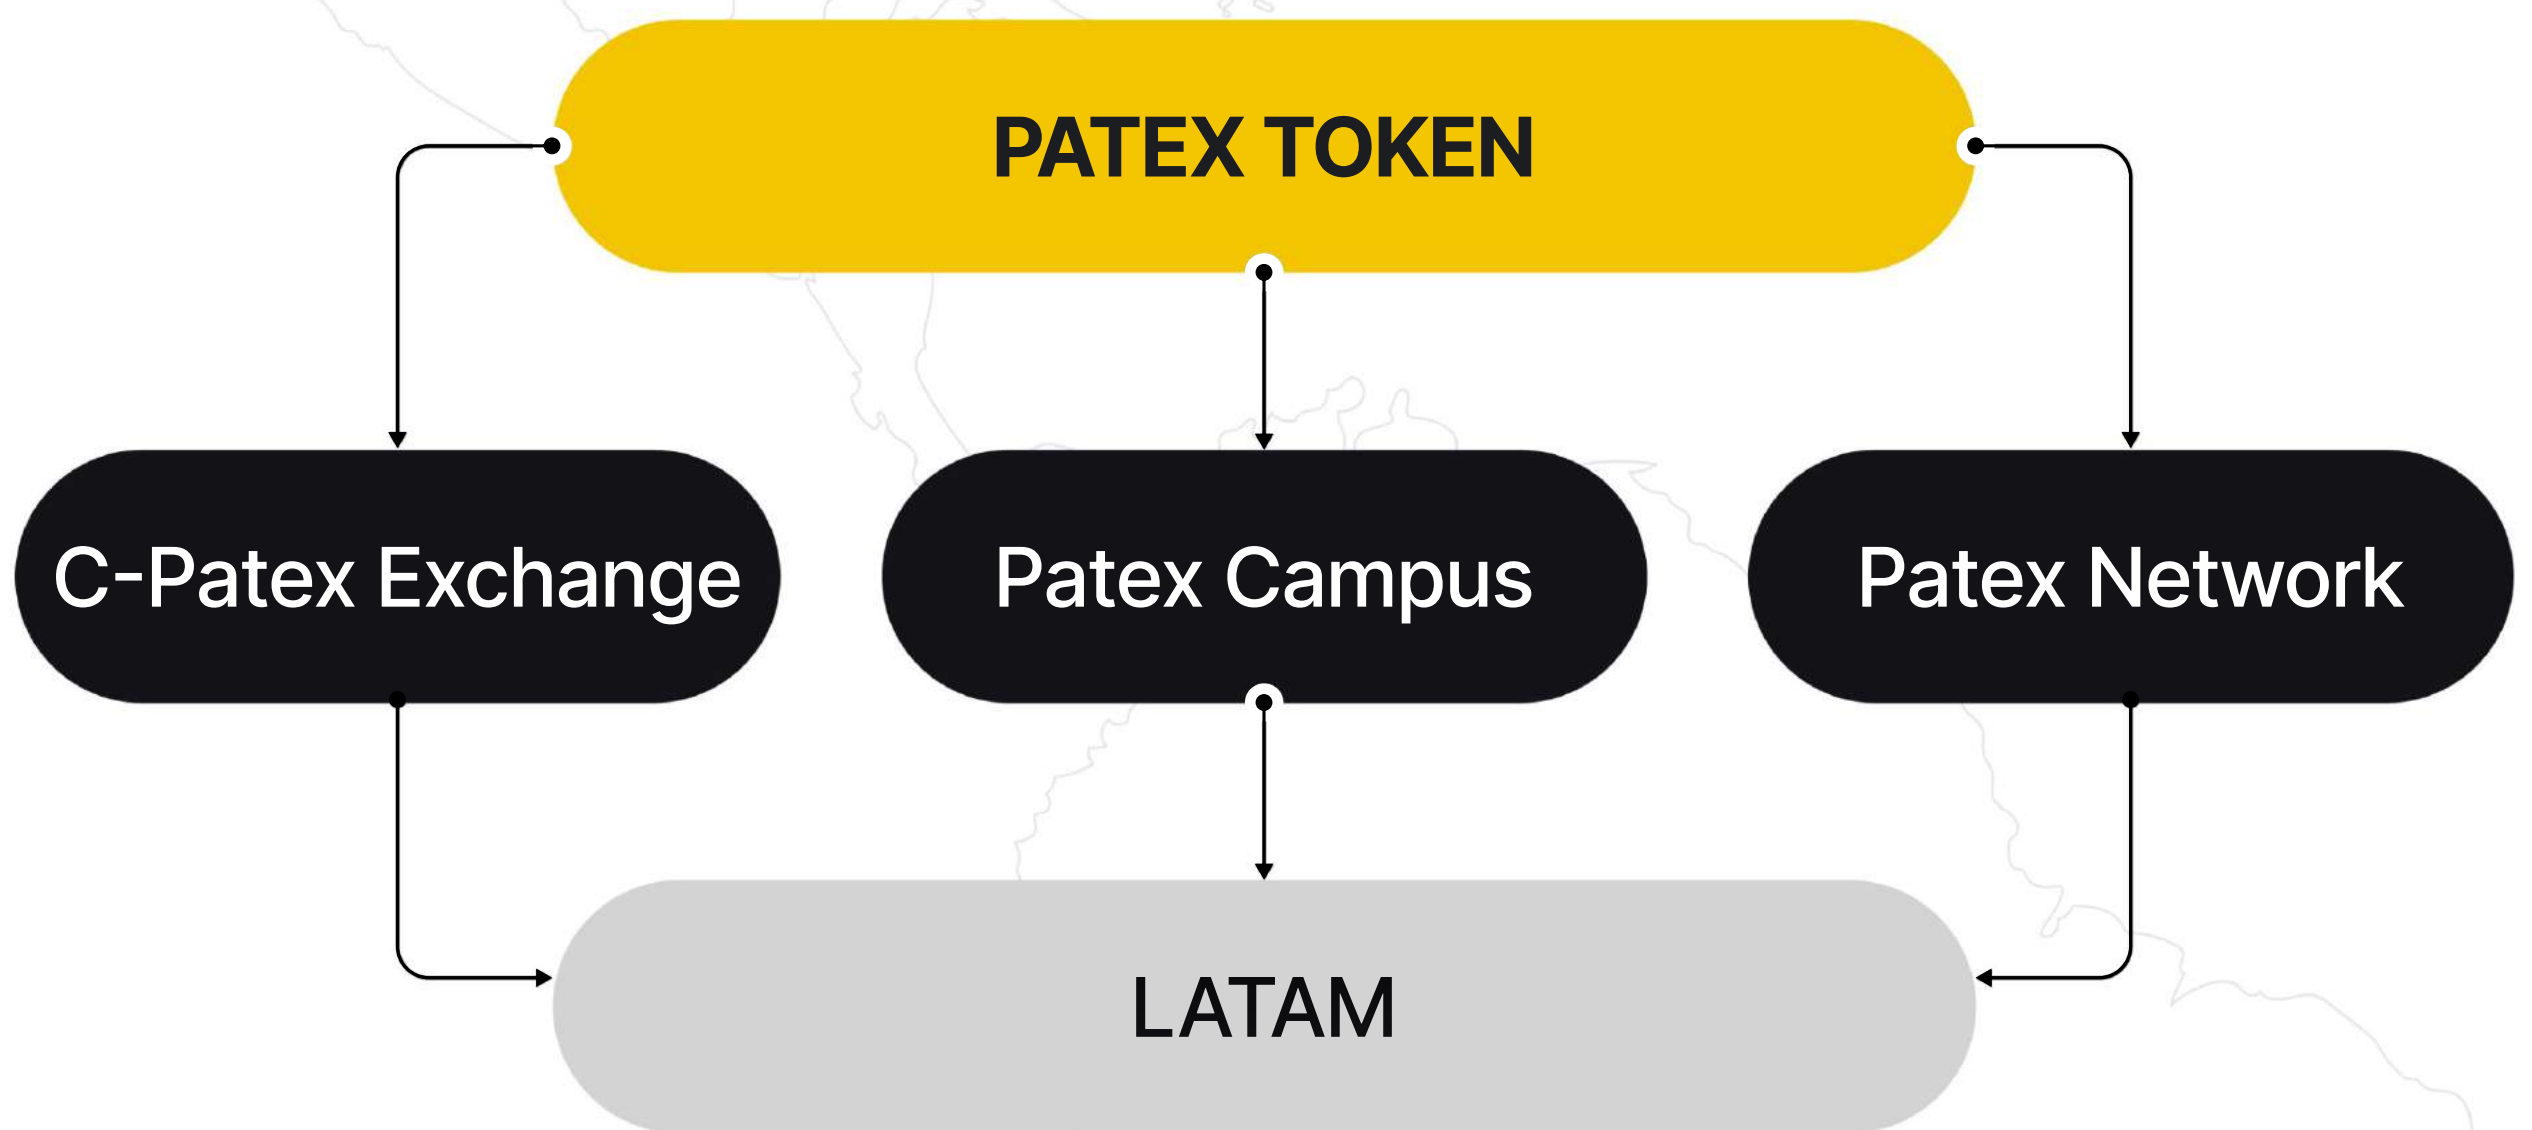 PATEX TOKEN
C-Patex Exchange
Patex Campus
Patex Network
LATAM